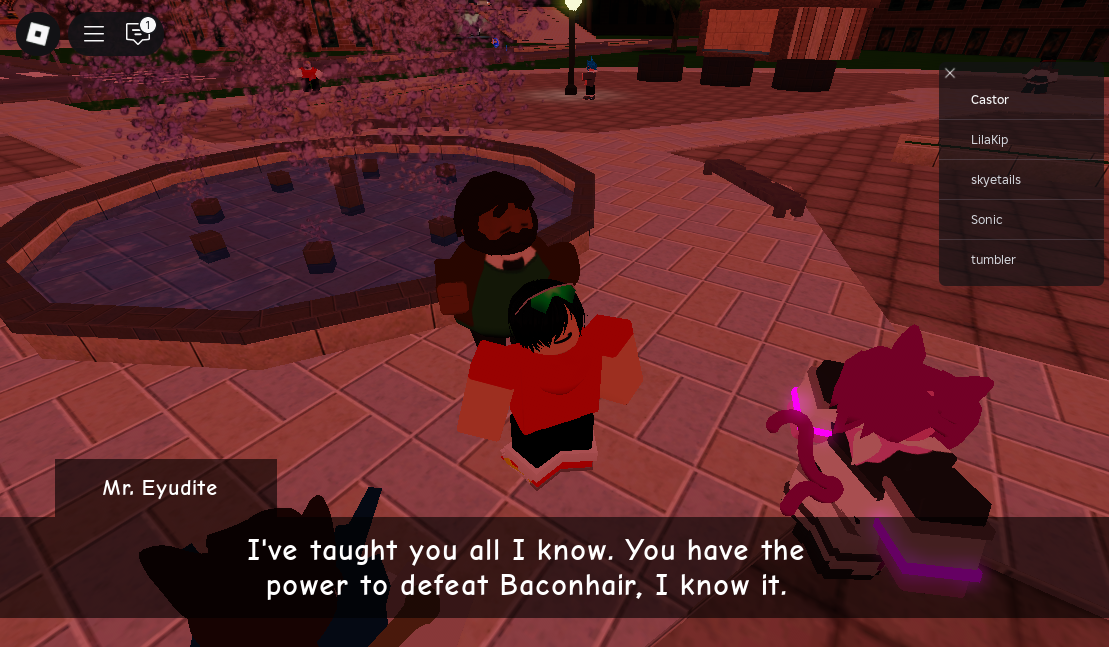 1
Castor
LilaKip
skyetails
Sonic
tumbler
Mr. Eyudite
I've taught you all I know. You have the
power to defeat Baconhair, I know it.